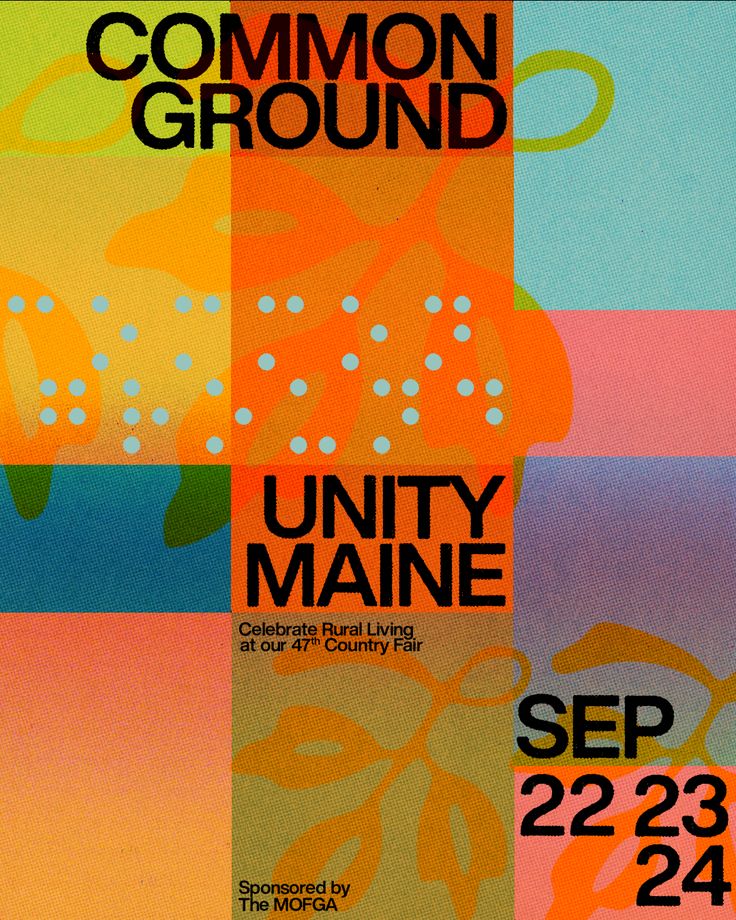 COMMON
GROUND
⠉⠕⠍⠍⠕⠝
⠛⠗⠕⠥⠝⠙
UNITY
MAINE
Celebrate Rural Living
at our 47th Country Fair
SEP
22 23
24
Sponsored by
The MOFGA